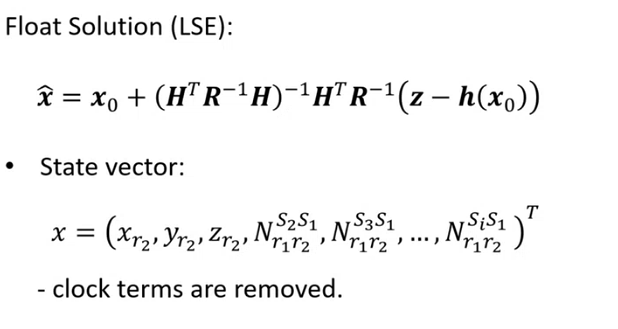 Float Solution (LSE):
x̂ = x₀ + (HᵀR⁻¹H)⁻¹HᵀR⁻¹(z − h(x₀))
• State vector:
x = (x_{r₂}, y_{r₂}, z_{r₂}, N_{r₁r₂}^{S₂S₁}, N_{r₁r₂}^{S₃S₁}, …, N_{r₁r₂}^{SᵢS₁})ᵀ
- clock terms are removed.